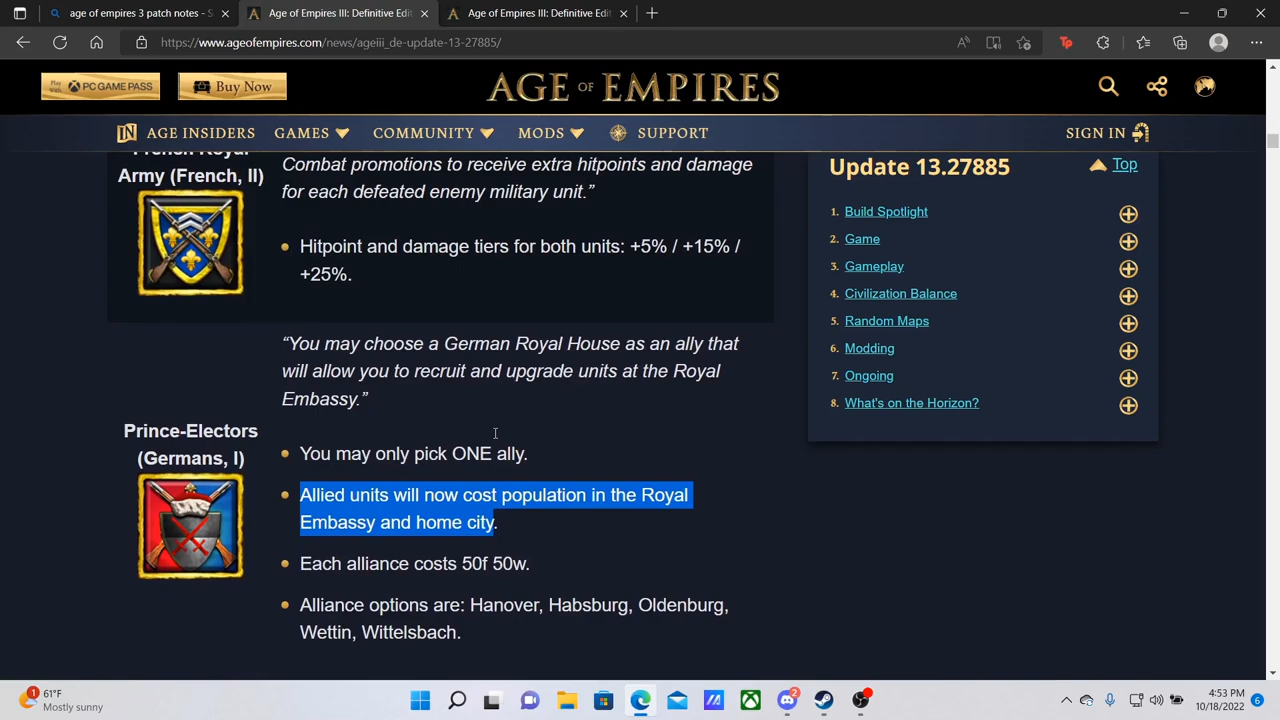 age of empires 3 patch notes - S
Age of Empires III: Definitive Edit
Age of Empires III: Definitive Edit
https://www.ageofempires.com/news/ageiii_de-update-13-27885/
PC GAME PASS
Buy Now
AGE OF EMPIRES
AGE INSIDERS
GAMES
COMMUNITY
MODS
SUPPORT
SIGN IN
French Royal
Army (French, II)
Combat promotions to receive extra hitpoints and damage
for each defeated enemy military unit.”
Hitpoint and damage tiers for both units: +5% / +15% /
+25%.
“You may choose a German Royal House as an ally that
will allow you to recruit and upgrade units at the Royal
Embassy.”
Prince-Electors
(Germans, I)
You may only pick ONE ally.
Allied units will now cost population in the Royal
Embassy and home city.
Each alliance costs 50f 50w.
Alliance options are: Hanover, Habsburg, Oldenburg,
Wettin, Wittelsbach.
Update 13.27885
Top
1. Build Spotlight
2. Game
3. Gameplay
4. Civilization Balance
5. Random Maps
6. Modding
7. Ongoing
8. What's on the Horizon?
61°F
Mostly sunny
4:53 PM
10/18/2022
6